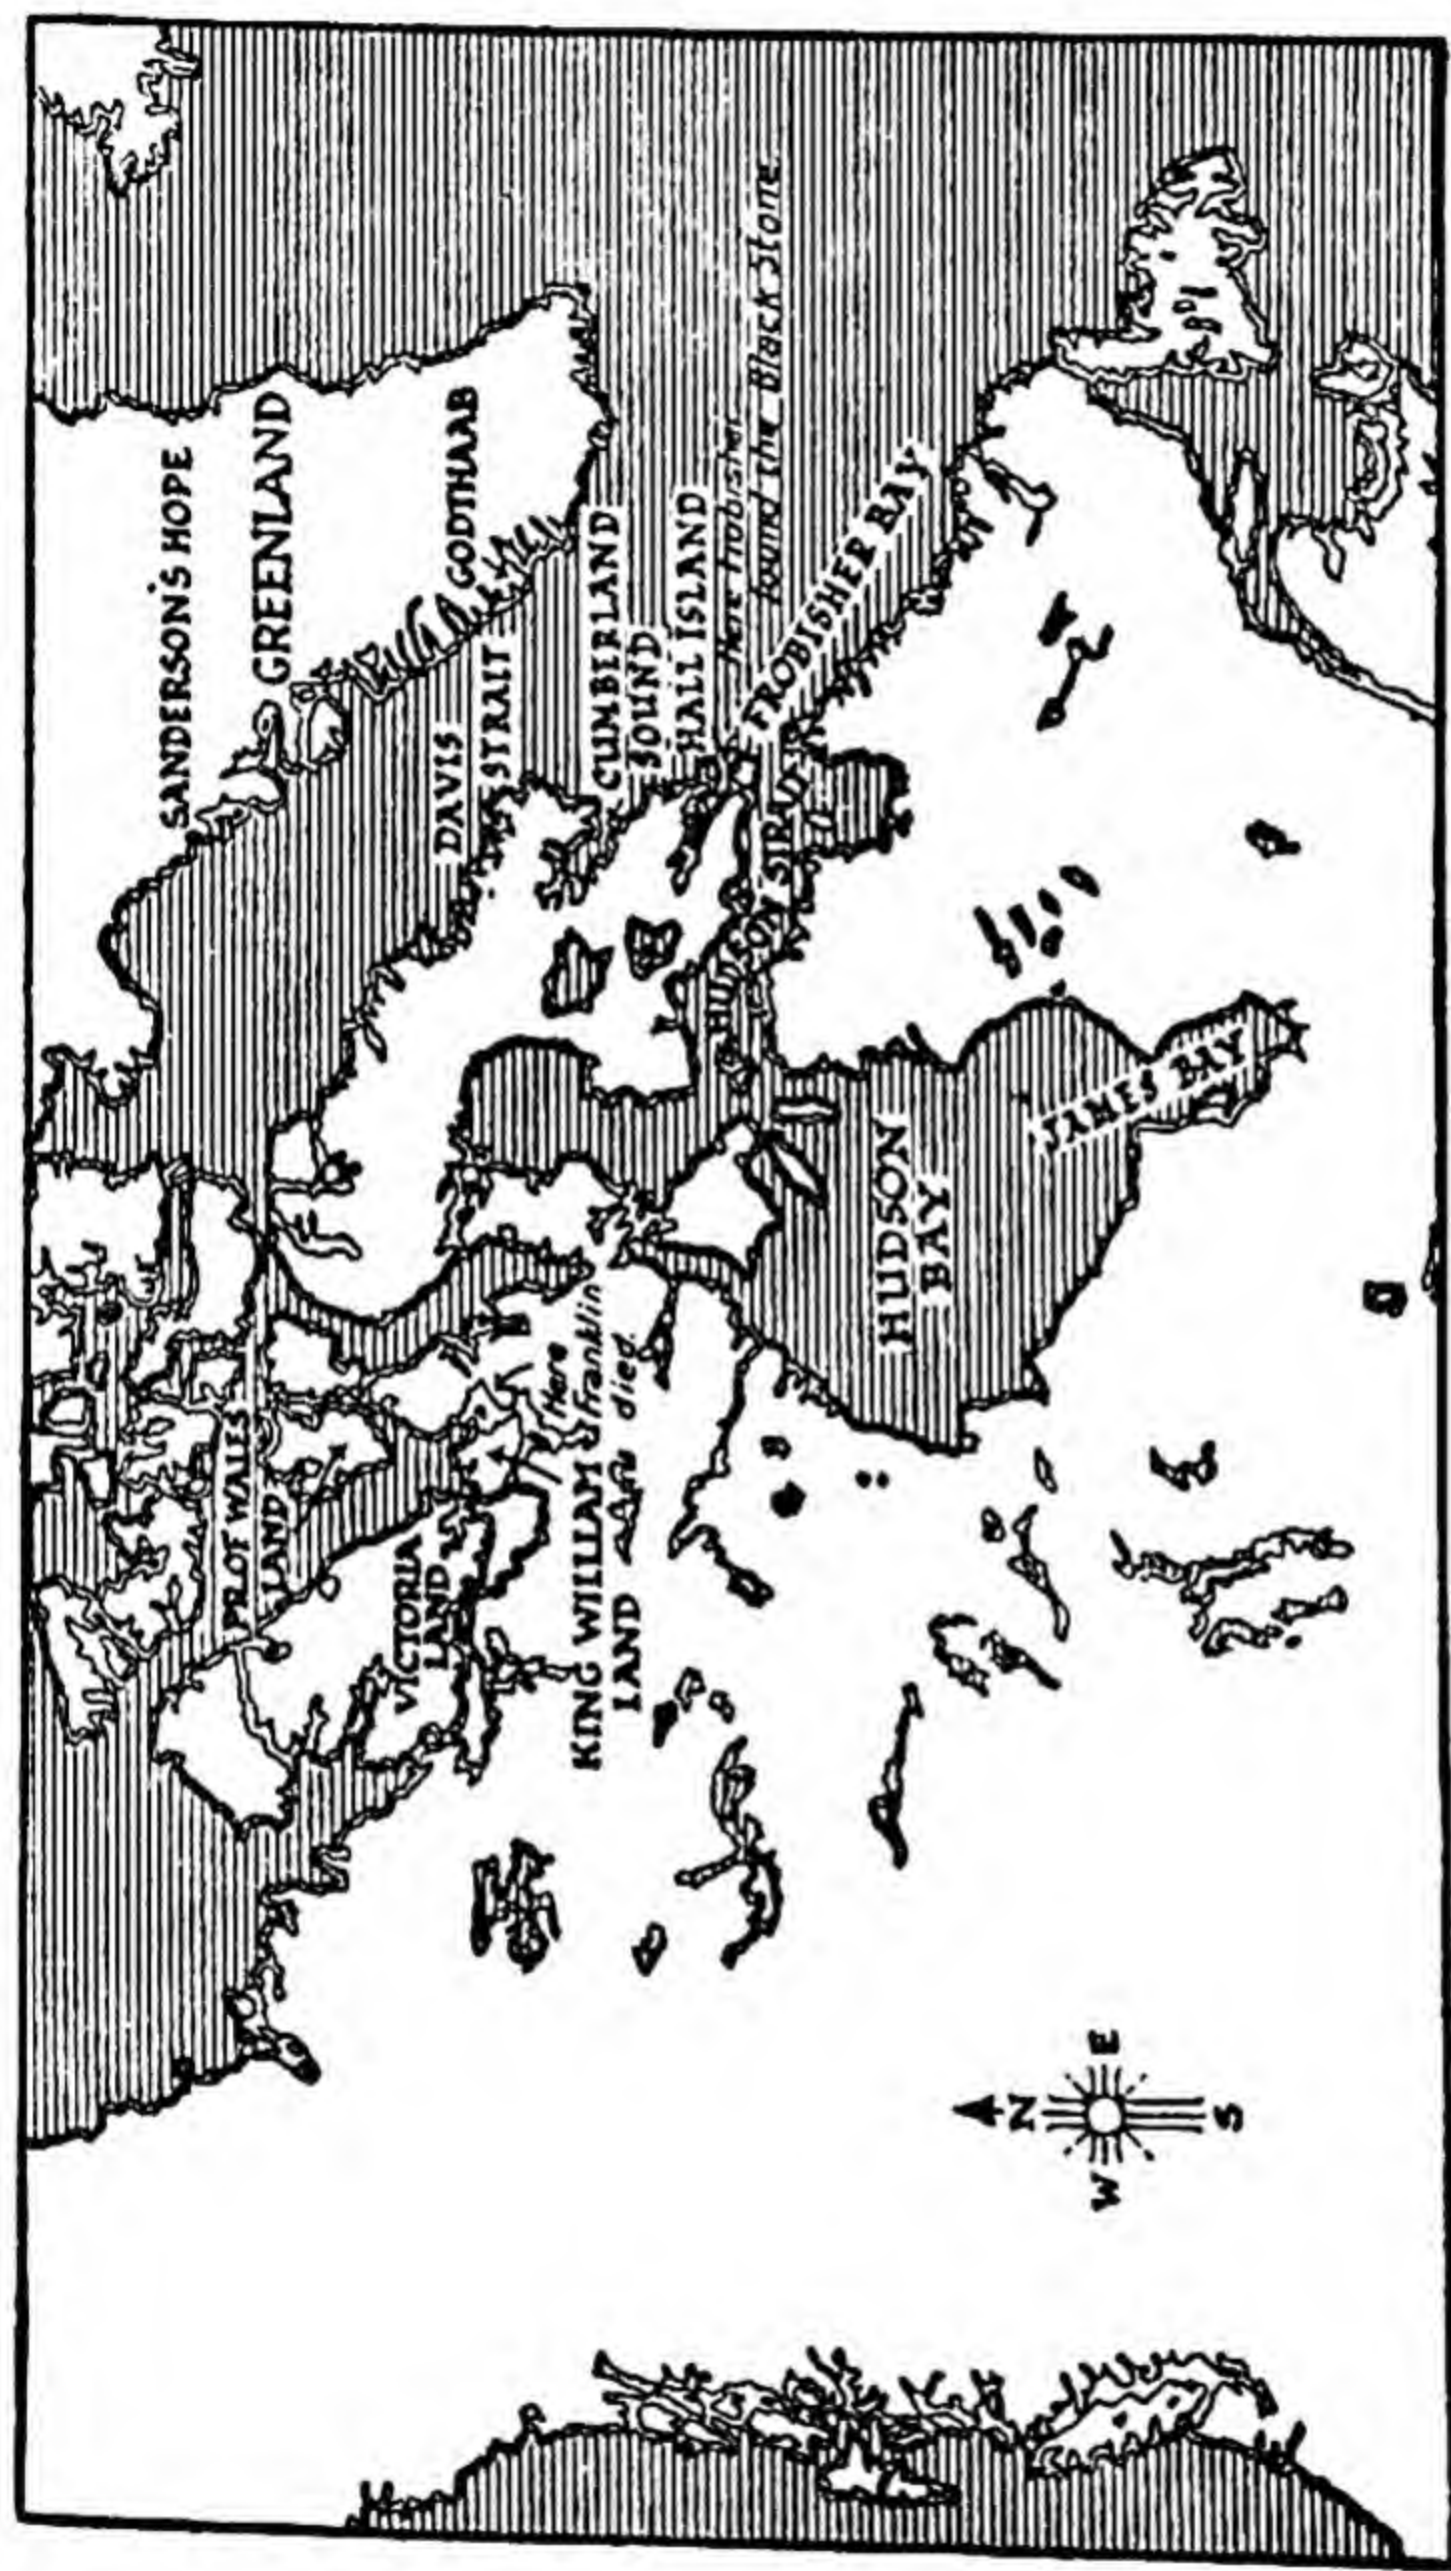 SANDERSON'S HOPE
GREENLAND
GODTHAAB
DAVIS
STRAIT
CUMBERLAND
SOUND
HALL ISLAND
Here Frobisher
found the Black Stone
FROBISHER BAY
HUDSON STRAIT
PR. OF WALES
LAND
VICTORIA
LAND
Here
Franklin
died.
KING WILLIAM
LAND
HUDSON
BAY
JAMES BAY
N
W E
S